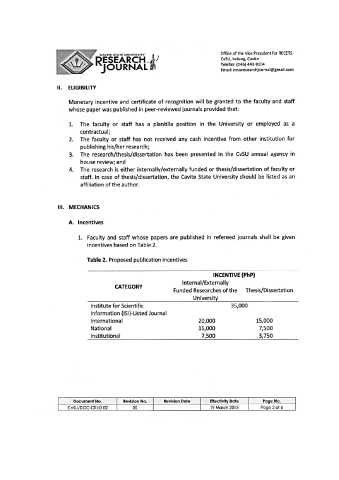 CAVITE STATE UNIVERSITY
RESEARCH
JOURNAL
Office of the Vice President for RECETS
CvSU, Indang, Cavite
Telefax: (046) 443-9104
Email: cvsuresearchjournal@gmail.com
II. ELIGIBILITY
Monetary incentive and certificate of recognition will be granted to the faculty and staff
whose paper was published in peer-reviewed journals provided that:
1. The faculty or staff has a plantilla position in the University or employed as a
contractual;
2. The faculty or staff has not received any cash incentive from other institution for
publishing his/her research;
3. The research/thesis/dissertation has been presented in the CvSU annual agency in
house review; and
4. The research is either internally/externally funded or thesis/dissertation of faculty or
staff. In case of thesis/dissertation, the Cavite State University should be listed as an
affiliation of the author.
III. MECHANICS
A. Incentives
1. Faculty and staff whose papers are published in refereed journals shall be given
incentives based on Table 2.
Table 2. Proposed publication incentives
INCENTIVE (PhP)
CATEGORY Internal/Externally Funded Researches of the University Thesis/Dissertation
Institute for Scientific 35,000
Information (ISI)-Listed Journal
International 20,000 15,000
National 15,000 7,500
Institutional 7,500 3,750
Document No. Revision No. Revision Date Effectivity Date Page No.
00 19 March 2015 Page 2 of 6